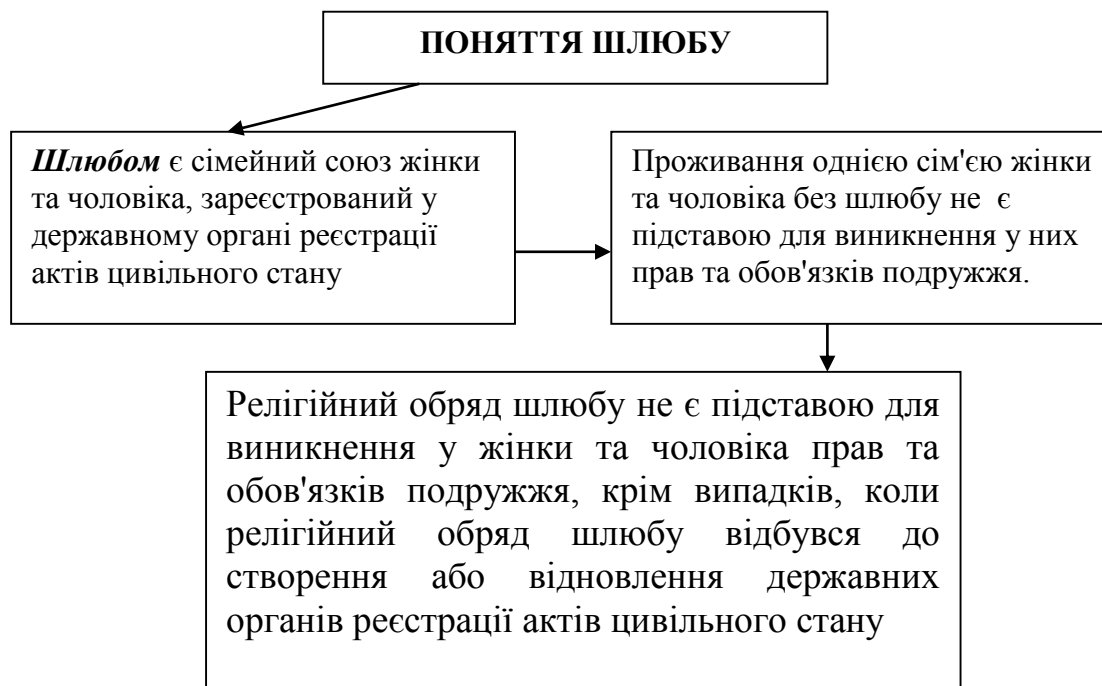 ПОНЯТТЯ ШЛЮБУ
Шлюбом є сімейний союз жінки
та чоловіка, зареєстрований у
державному органі реєстрації
актів цивільного стану
Проживання однією сім'єю жінки
та чоловіка без шлюбу не є
підставою для виникнення у них
прав та обов'язків подружжя.
Релігійний обряд шлюбу не є підставою для
виникнення у жінки та чоловіка прав та
обов'язків подружжя, крім випадків, коли
релігійний обряд шлюбу відбувся до
створення або відновлення державних
органів реєстрації актів цивільного стану